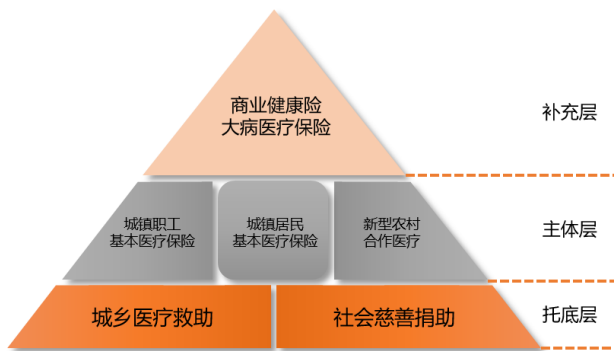 商业健康险
大病医疗保险
补充层
城镇职工
基本医疗保险
城镇居民
基本医疗保险
新型农村
合作医疗
主体层
城乡医疗救助
社会慈善捐助
托底层